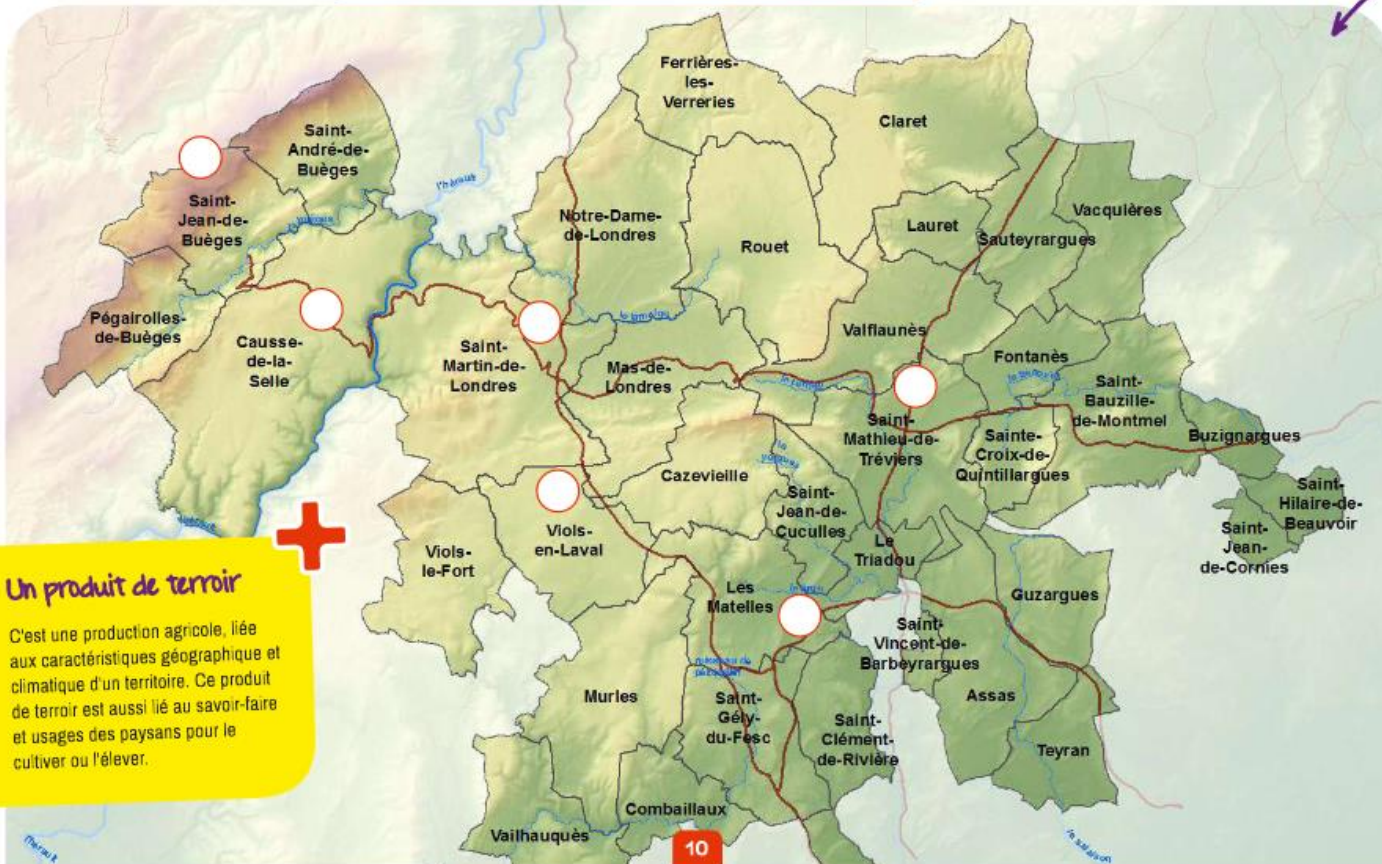 Ferrières-
les-
Verreries
Claret
Saint-
André-de-
Buèges
l'hérault
Saint-
Jean-de-
Buèges
Notre-Dame-
de-Londres
Rouet
Lauret
Sauteyrargues
Vacquières
Pégairolles-
de-Buèges
Causse-
de-la-
Selle
Saint-
Martin-de-
Londres
le lamalou
Mas-de-
Londres
Valflaunès
Fontanès
Saint-
Bauzille-
de-Montmel
Saint-
Mathieu-de-
Tréviers
Sainte-
Croix-de-
Quintillargues
Buzignargues
Saint-
Hilaire-de-
Beauvoir
Saint-
Jean-
de-Cornies
Cazevieille
Saint-
Jean-de-
Cuculles
Viols-
en-Laval
Viols-
le-Fort
Le
Triadou
Les
Matelles
Guzargues
Saint-
Vincent-de-
Barbeyrargues
Murles
Saint-
Gély-
du-Fesc
Saint-
Clément-
de-Rivière
Assas
Teyran
Combaillaux
Vailhauquès
l'hérault
le salaison
Un produit de terroir
C'est une production agricole, liée
aux caractéristiques géographique et
climatique d'un territoire. Ce produit
de terroir est aussi lié au savoir-faire
et usages des paysans pour le
cultiver ou l'élever.
10